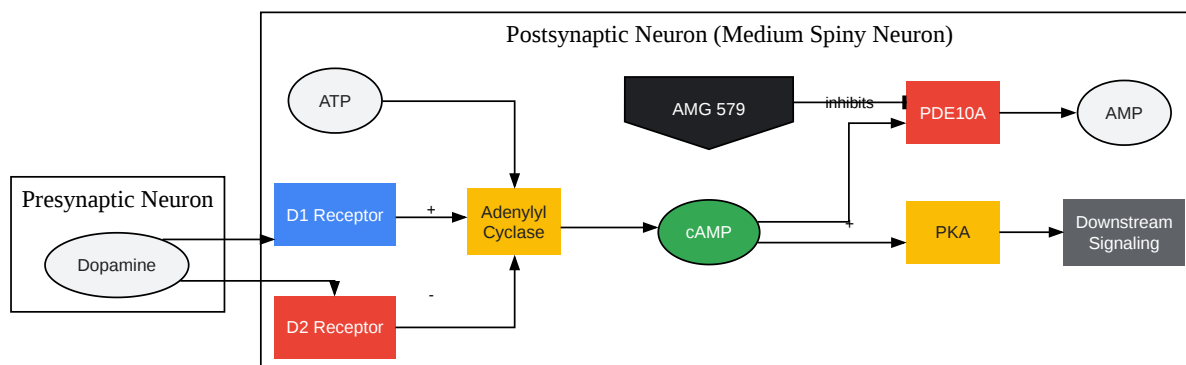 Postsynaptic Neuron (Medium Spiny Neuron)
ATP
AMG 579
inhibits
PDE10A
AMP
Presynaptic Neuron
Dopamine
D1 Receptor
+
Adenylyl
Cyclase
cAMP
+
PKA
Downstream
Signaling
-
D2 Receptor